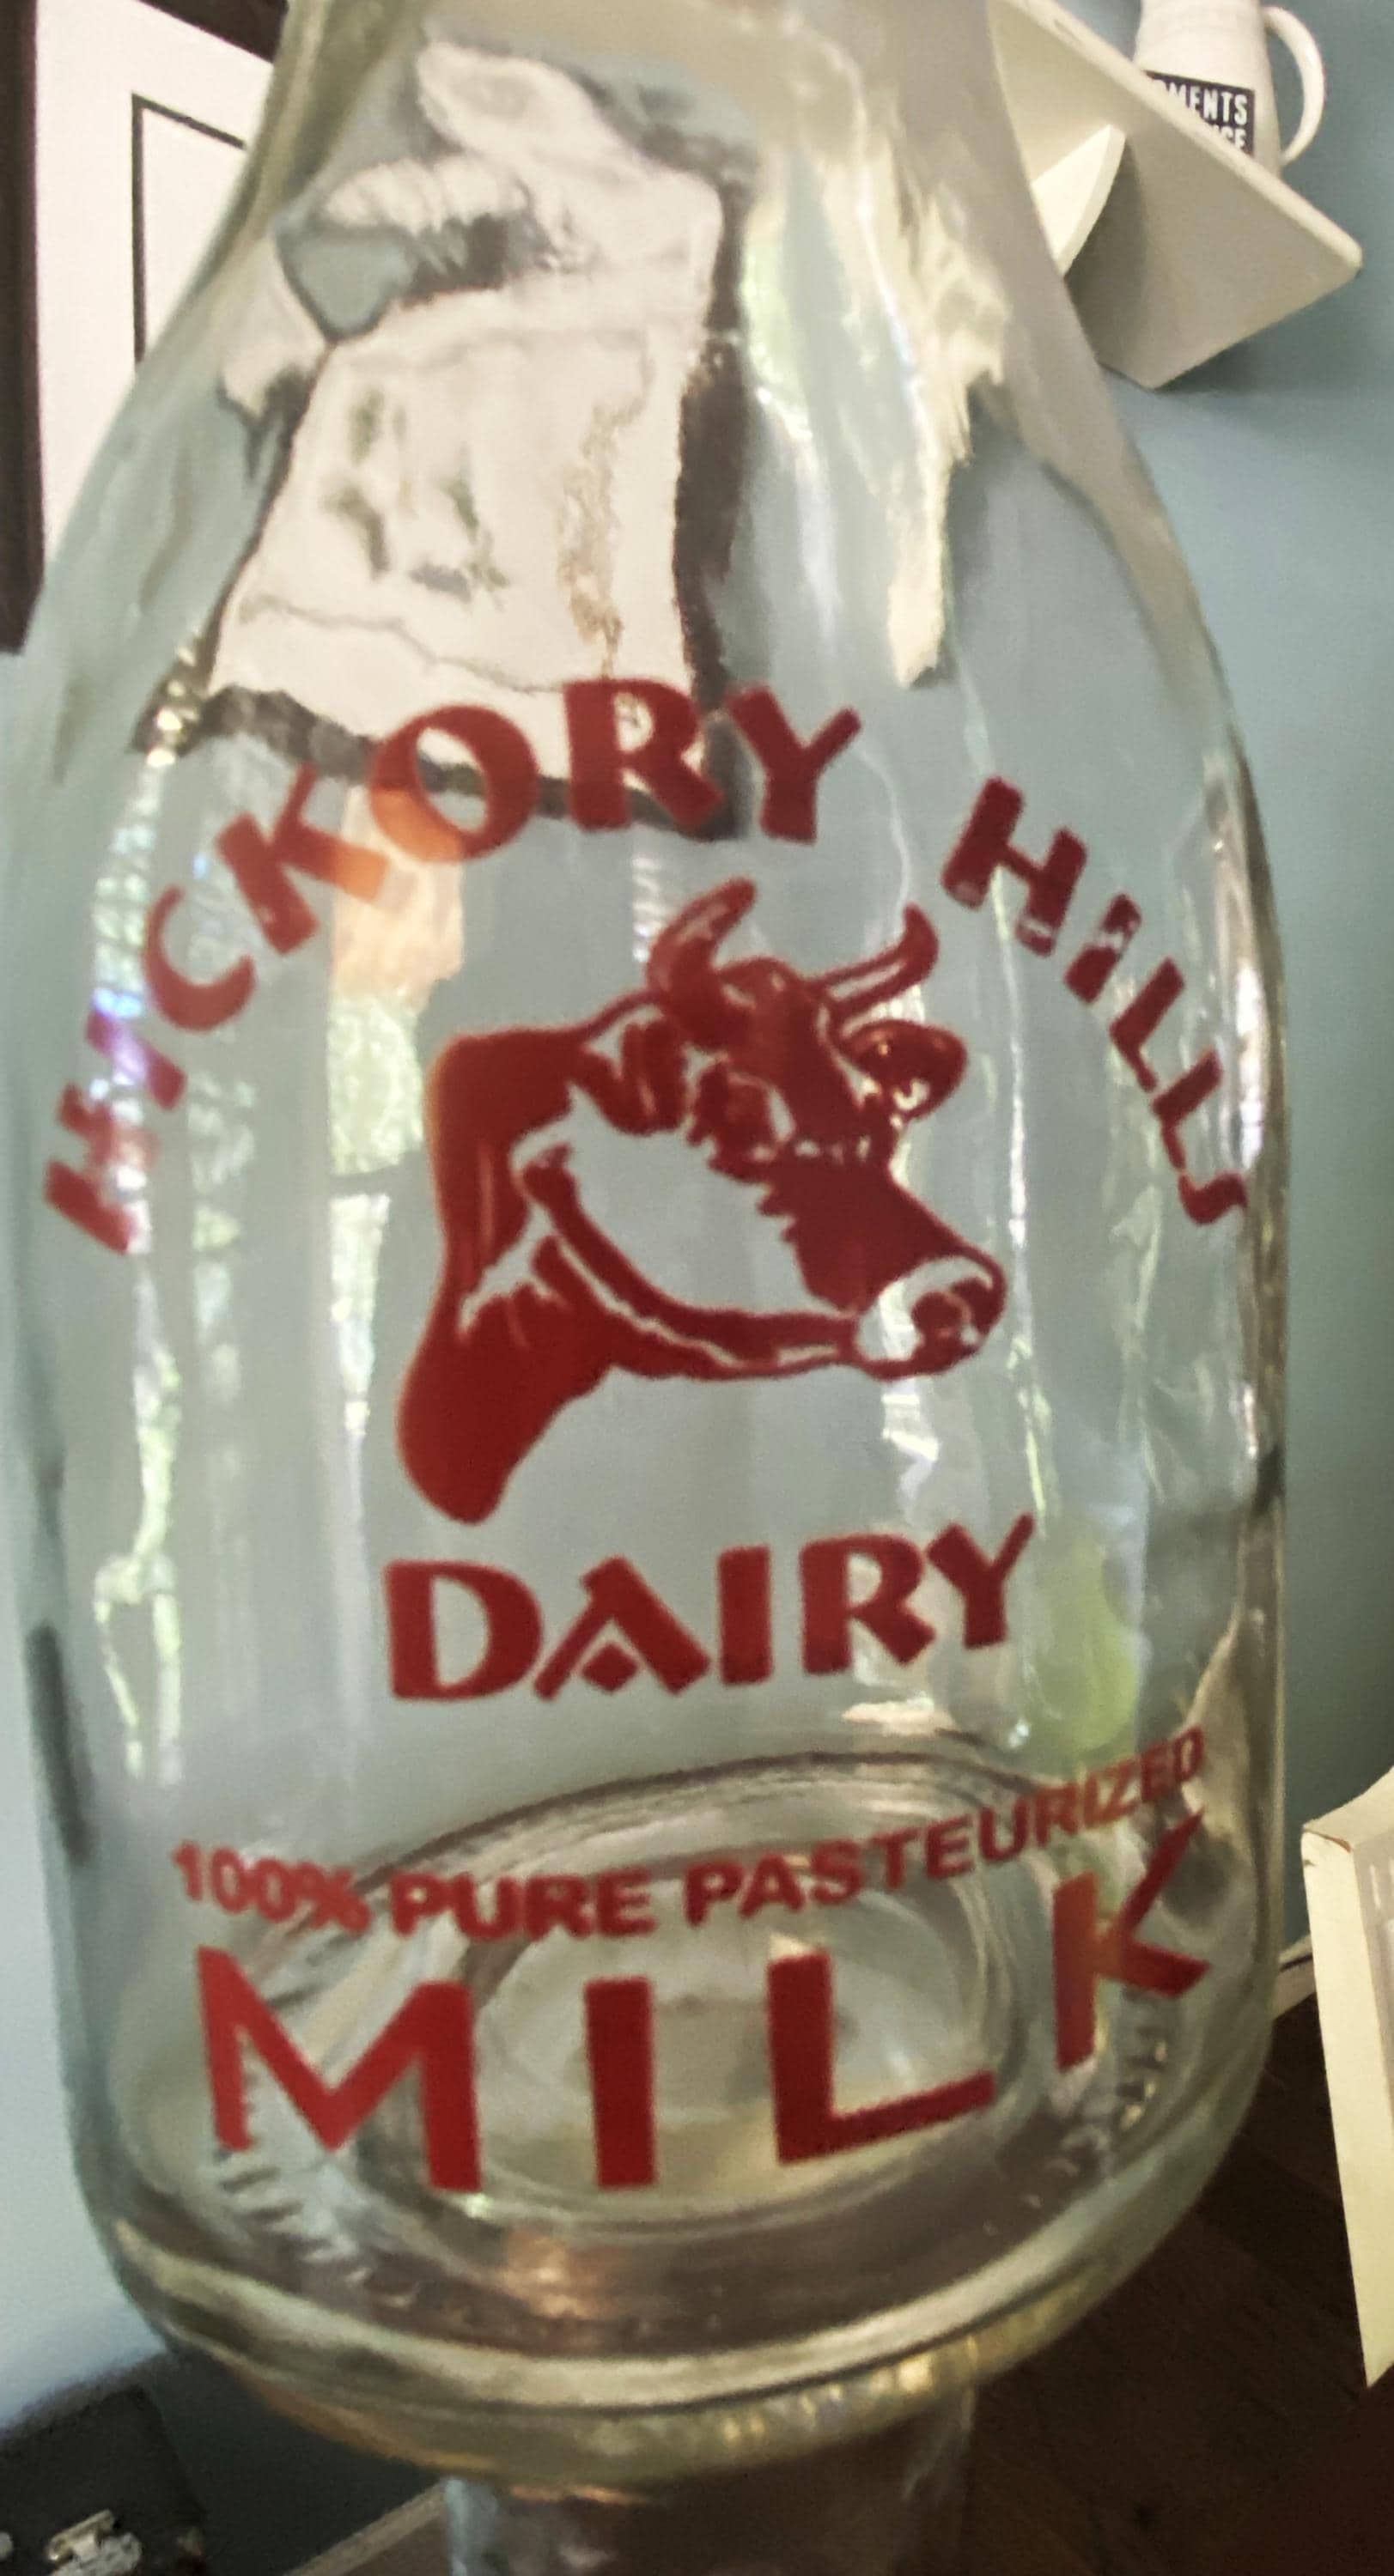 HICKORY HILLS
DAIRY
100% PURE PASTEURIZED
MILK